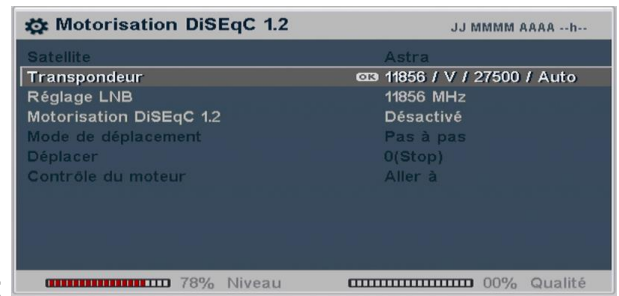 Motorisation DiSEqC 1.2 JJ MMMM AAAA --h--
Satellite Astra
Transpondeur OK 11856 / V / 27500 / Auto
Réglage LNB 11856 MHz
Motorisation DiSEqC 1.2 Désactivé
Mode de déplacement Pas à pas
Déplacer 0(Stop)
Contrôle du moteur Aller à
78% Niveau 00% Qualité